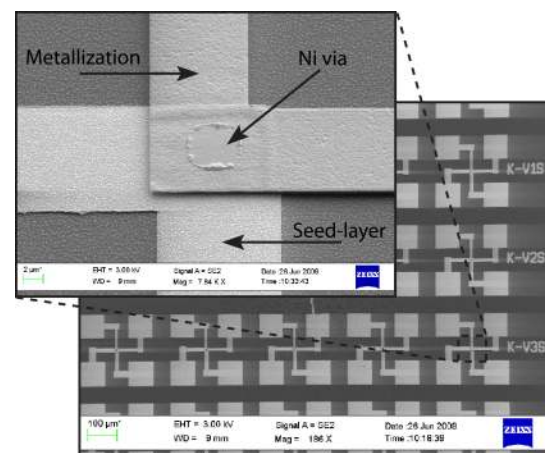 Metallization
Ni via
Seed-layer
2 µm*
EHT = 3.00 kV
Signal A = SE2
Date :26 Jun 2008
WD = 9 mm
Mag = 7.84 K X
Time :10:33:43
ZEISS
K-V1S
K-V2S
K-V3S
100 µm*
EHT = 3.00 kV
Signal A = SE2
Date :26 Jun 2008
WD = 9 mm
Mag = 186 X
Time :10:18:39
ZEISS